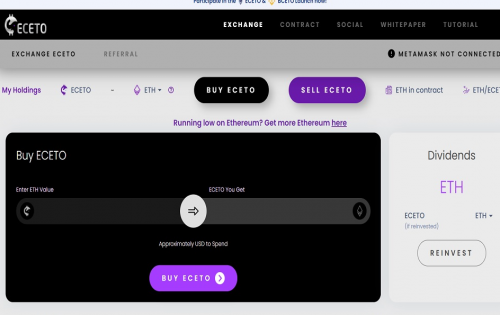 Participate in the ECETO & BCETO Launch now!
ECETO
EXCHANGE CONTRACT SOCIAL WHITEPAPER TUTORIAL
EXCHANGE ECETO REFERRAL METAMASK NOT CONNECTED
My Holdings ECETO ~ ETH BUY ECETO SELL ECETO ETH in contract ETH/ECET
Running low on Ethereum? Get more Ethereum here
Buy ECETO
Enter ETH Value ECETO You Get
Approximately USD to Spend
BUY ECETO
Dividends
ETH
ECETO ETH
(if reinvested)
REINVEST